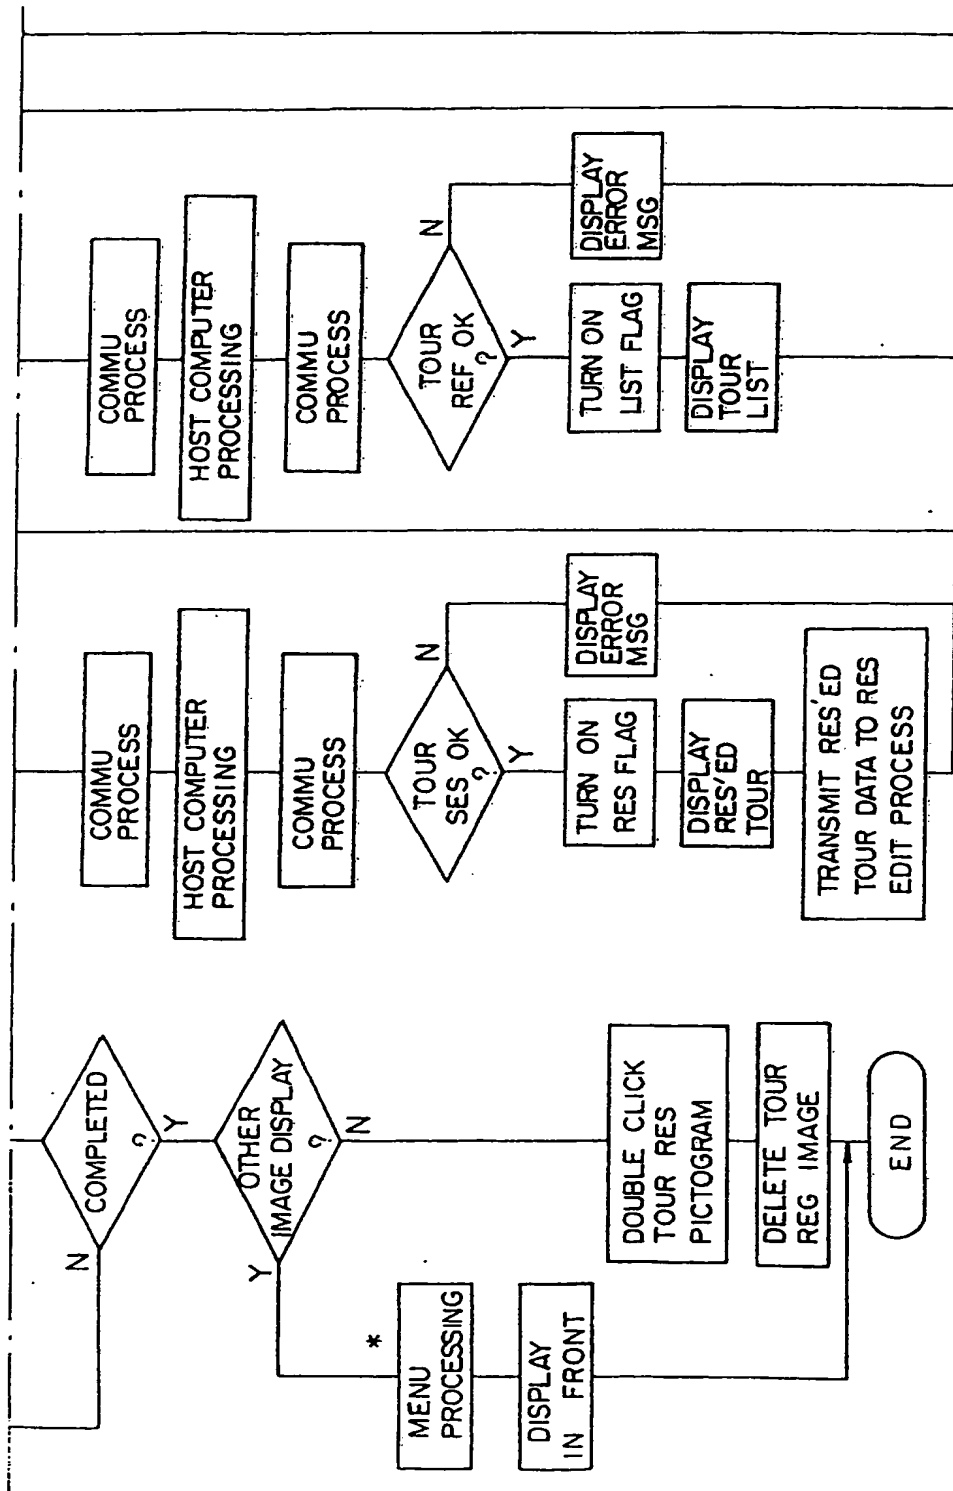 COMPLETED
?
N
Y
OTHER
IMAGE DISPLAY
?
Y
N
*
MENU
PROCESSING
DISPLAY
IN FRONT
DOUBLE CLICK
TOUR RES
PICTOGRAM
DELETE TOUR
REG IMAGE
END
COMMU
PROCESS
HOST COMPUTER
PROCESSING
COMMU
PROCESS
TOUR
SES OK
?
N
Y
TURN ON
RES FLAG
DISPLAY
RES'ED
TOUR
TRANSMIT RES'ED
TOUR DATA TO RES
EDIT PROCESS
DISPLAY
ERROR
MSG
COMMU
PROCESS
HOST COMPUTER
PROCESSING
COMMU
PROCESS
TOUR
REF OK
?
N
Y
TURN ON
LIST FLAG
DISPLAY
TOUR
LIST
DISPLAY
ERROR
MSG